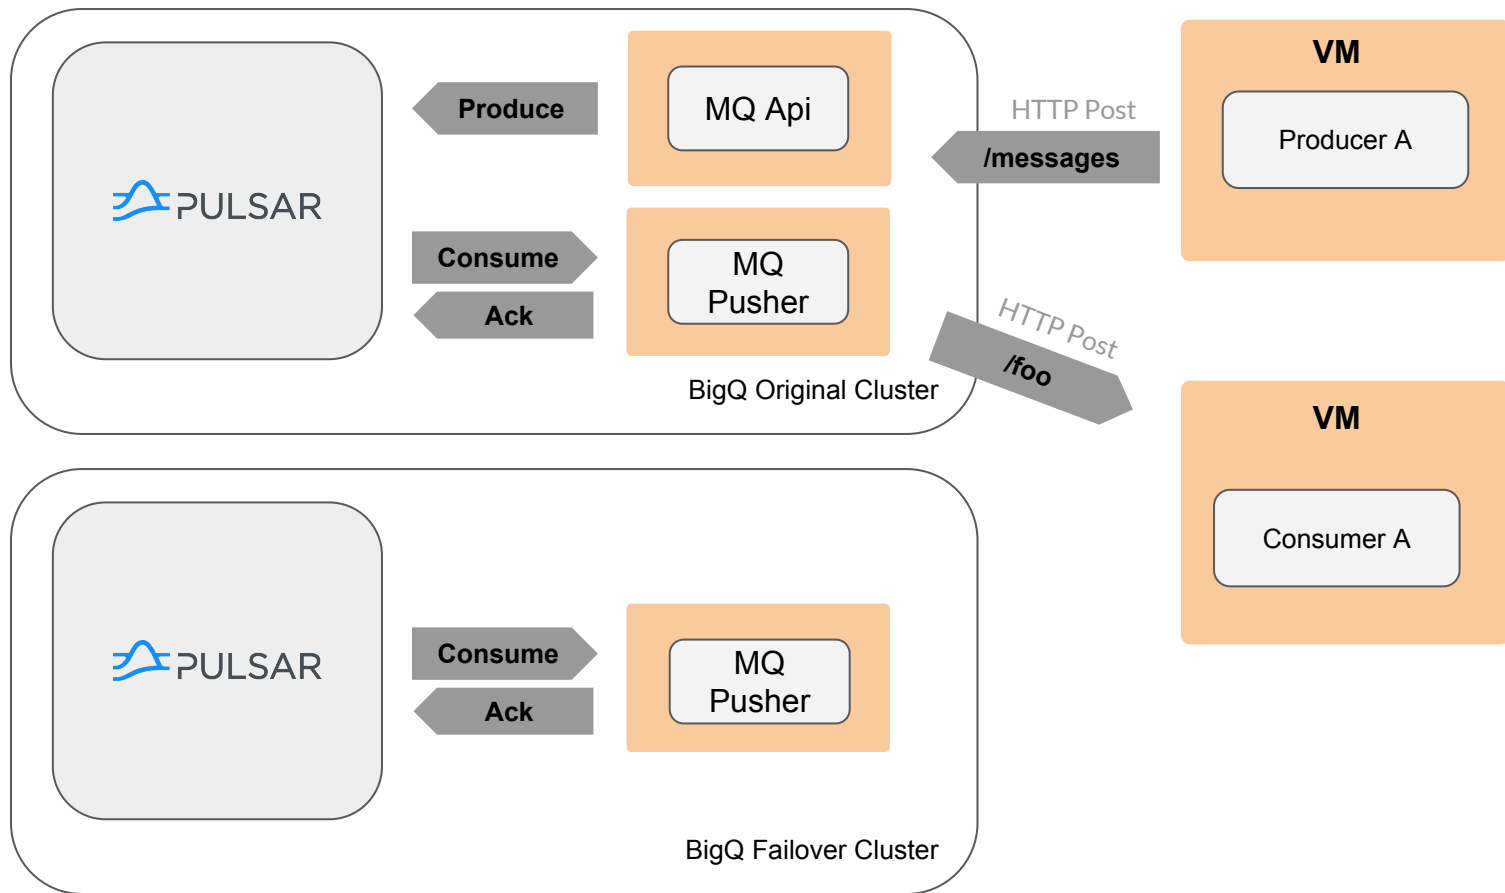 PULSAR
Produce
MQ Api
HTTP Post
/messages
VM
Producer A
Consume
Ack
MQ
Pusher
HTTP Post
/foo
BigQ Original Cluster
VM
Consumer A
PULSAR
Consume
Ack
MQ
Pusher
BigQ Failover Cluster